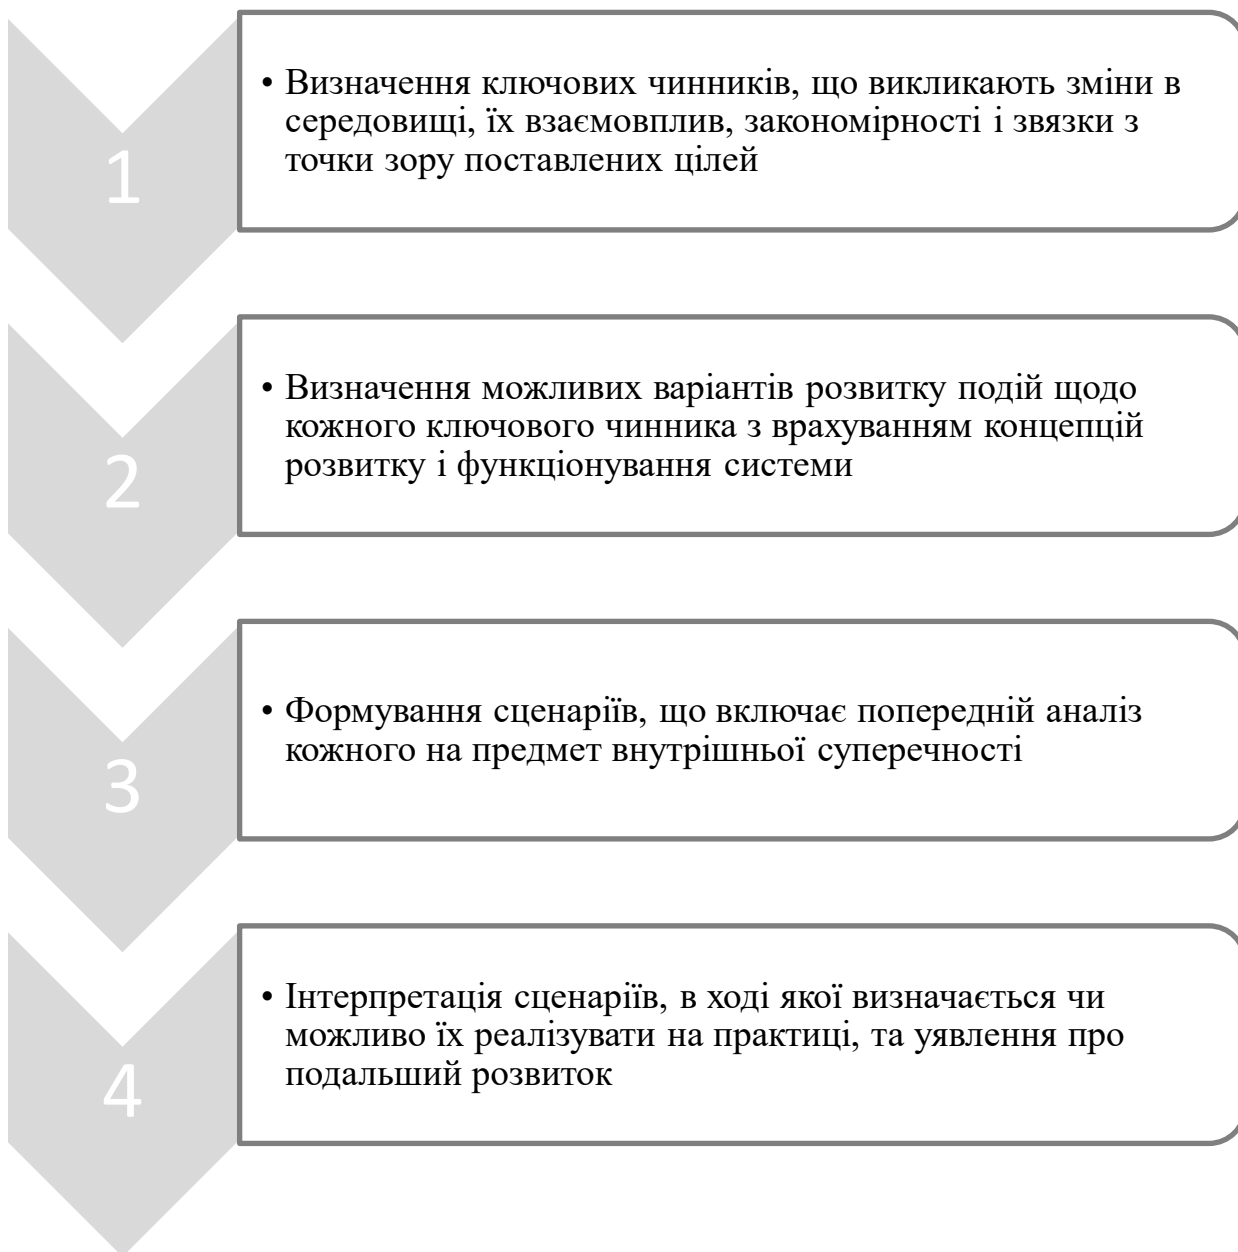 1
• Визначення ключових чинників, що викликають зміни в
середовищі, їх взаємовплив, закономірності і звязки з
точки зору поставлених цілей
2
• Визначення можливих варіантів розвитку подій щодо
кожного ключового чинника з врахуванням концепцій
розвитку і функціонування системи
3
• Формування сценаріїв, що включає попередній аналіз
кожного на предмет внутрішньої суперечності
4
• Інтерпретація сценаріїв, в ході якої визначається чи
можливо їх реалізувати на практиці, та уявлення про
подальший розвиток